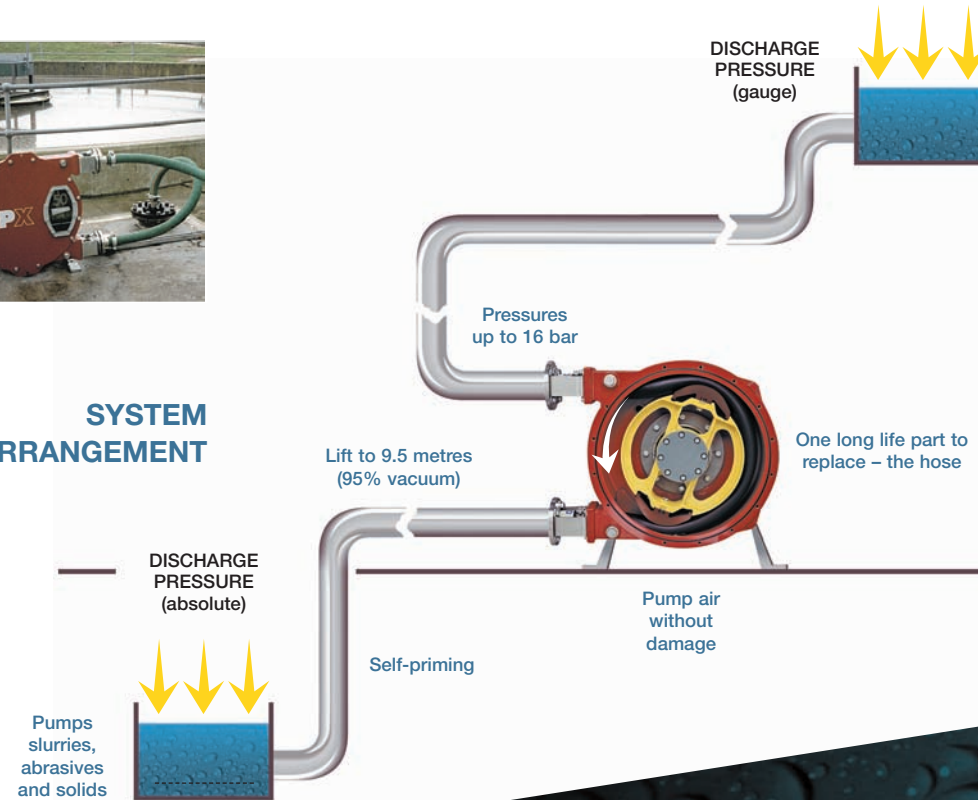 DISCHARGE
PRESSURE
(gauge)
50
PX
Pressures
up to 16 bar
SYSTEM
RRANGEMENT
Lift to 9.5 metres
(95% vacuum)
One long life part to
replace – the hose
DISCHARGE
PRESSURE
(absolute)
Pump air
without
damage
Self-priming
Pumps
slurries,
abrasives
and solids